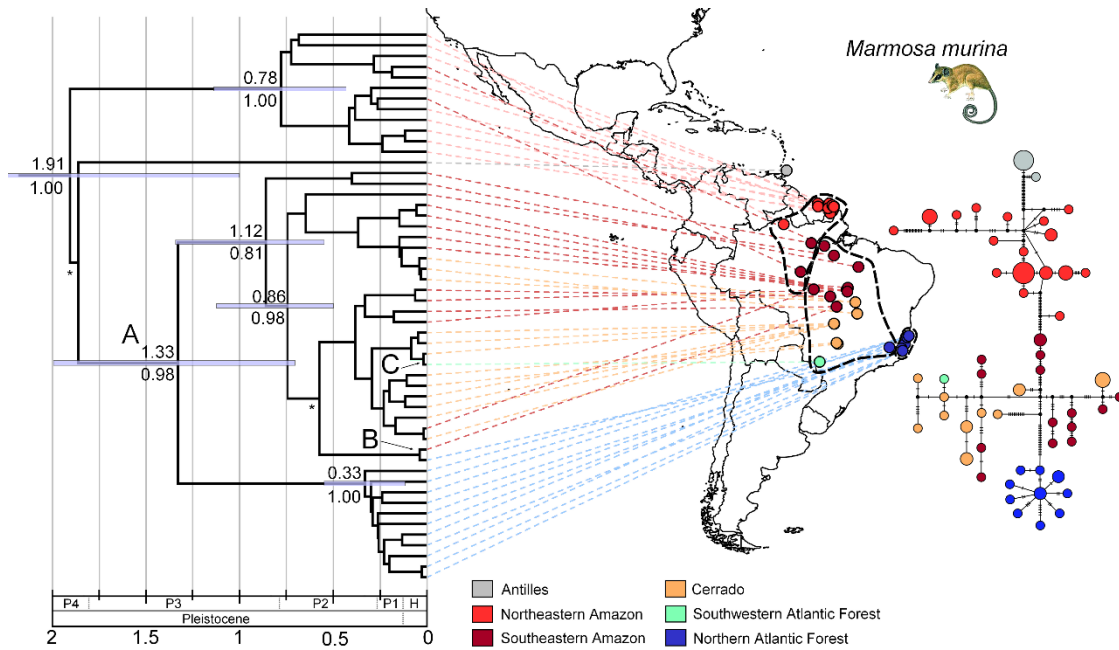 Marmosa murina
0.78
1.00
1.91
1.00
*
1.12
0.81
0.86
0.98
A
1.33
0.98
C
*
B
0.33
1.00
P4 P3 P2 P1 H
Pleistocene
2 1.5 1 0.5 0
Antilles
Northeastern Amazon
Southeastern Amazon
Cerrado
Southwestern Atlantic Forest
Northern Atlantic Forest